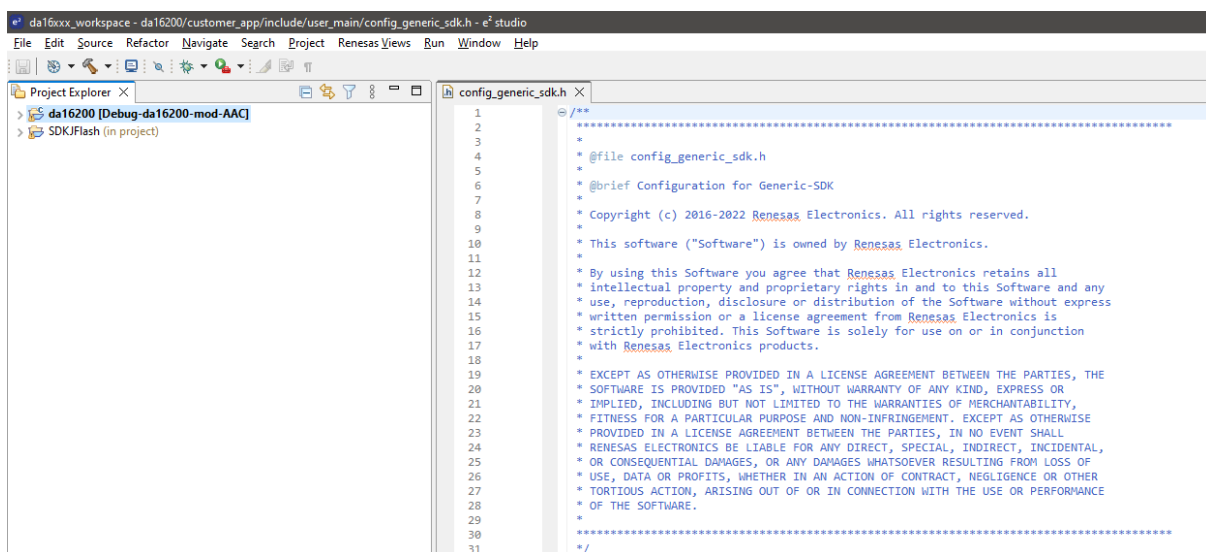 da16xxx_workspace - da16200/customer_app/include/user_main/config_generic_sdk.h - e² studio
File Edit Source Refactor Navigate Search Project Renesas Views Run Window Help
Project Explorer
da16200 [Debug-da16200-mod-AAC]
SDKJFlash (in project)
config_generic_sdk.h
1 /**
2 ****************************************************************************************
3 *
4 * @file config_generic_sdk.h
5 *
6 * @brief Configuration for Generic-SDK
7 *
8 * Copyright (c) 2016-2022 Renesas Electronics. All rights reserved.
9 *
10 * This software ("Software") is owned by Renesas Electronics.
11 *
12 * By using this Software you agree that Renesas Electronics retains all
13 * intellectual property and proprietary rights in and to this Software and any
14 * use, reproduction, disclosure or distribution of the Software without express
15 * written permission or a license agreement from Renesas Electronics is
16 * strictly prohibited. This Software is solely for use on or in conjunction
17 * with Renesas Electronics products.
18 *
19 * EXCEPT AS OTHERWISE PROVIDED IN A LICENSE AGREEMENT BETWEEN THE PARTIES, THE
20 * SOFTWARE IS PROVIDED "AS IS", WITHOUT WARRANTY OF ANY KIND, EXPRESS OR
21 * IMPLIED, INCLUDING BUT NOT LIMITED TO THE WARRANTIES OF MERCHANTABILITY,
22 * FITNESS FOR A PARTICULAR PURPOSE AND NON-INFRINGEMENT. EXCEPT AS OTHERWISE
23 * PROVIDED IN A LICENSE AGREEMENT BETWEEN THE PARTIES, IN NO EVENT SHALL
24 * RENESAS ELECTRONICS BE LIABLE FOR ANY DIRECT, SPECIAL, INDIRECT, INCIDENTAL,
25 * OR CONSEQUENTIAL DAMAGES, OR ANY DAMAGES WHATSOEVER RESULTING FROM LOSS OF
26 * USE, DATA OR PROFITS, WHETHER IN AN ACTION OF CONTRACT, NEGLIGENCE OR OTHER
27 * TORTIOUS ACTION, ARISING OUT OF OR IN CONNECTION WITH THE USE OR PERFORMANCE
28 * OF THE SOFTWARE.
29 *
30 ****************************************************************************************
31 */